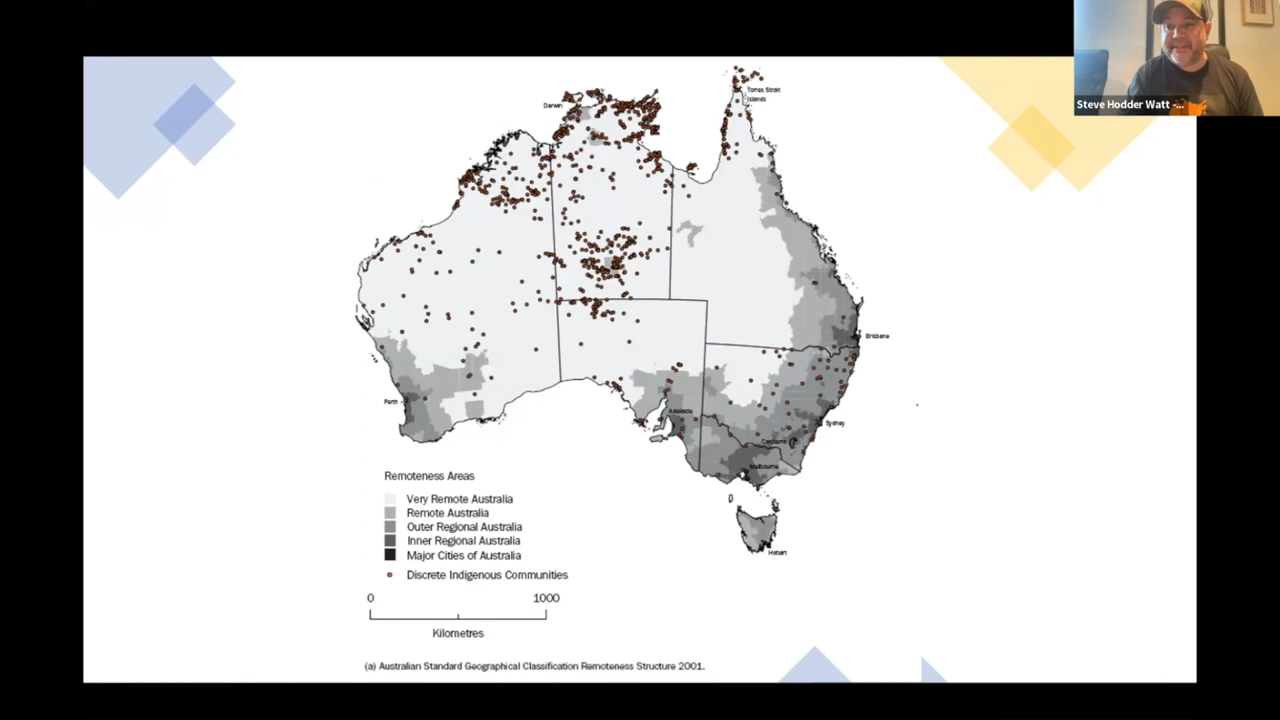 Steve Hodder Watt -...
Torres Strait
Islands
Darwin
Brisbane
Perth
Adelaide
Sydney
Canberra
Melbourne
Hobart
Remoteness Areas
Very Remote Australia
Remote Australia
Outer Regional Australia
Inner Regional Australia
Major Cities of Australia
Discrete Indigenous Communities
0 1000
Kilometres
(a) Australian Standard Geographical Classification Remoteness Structure 2001.